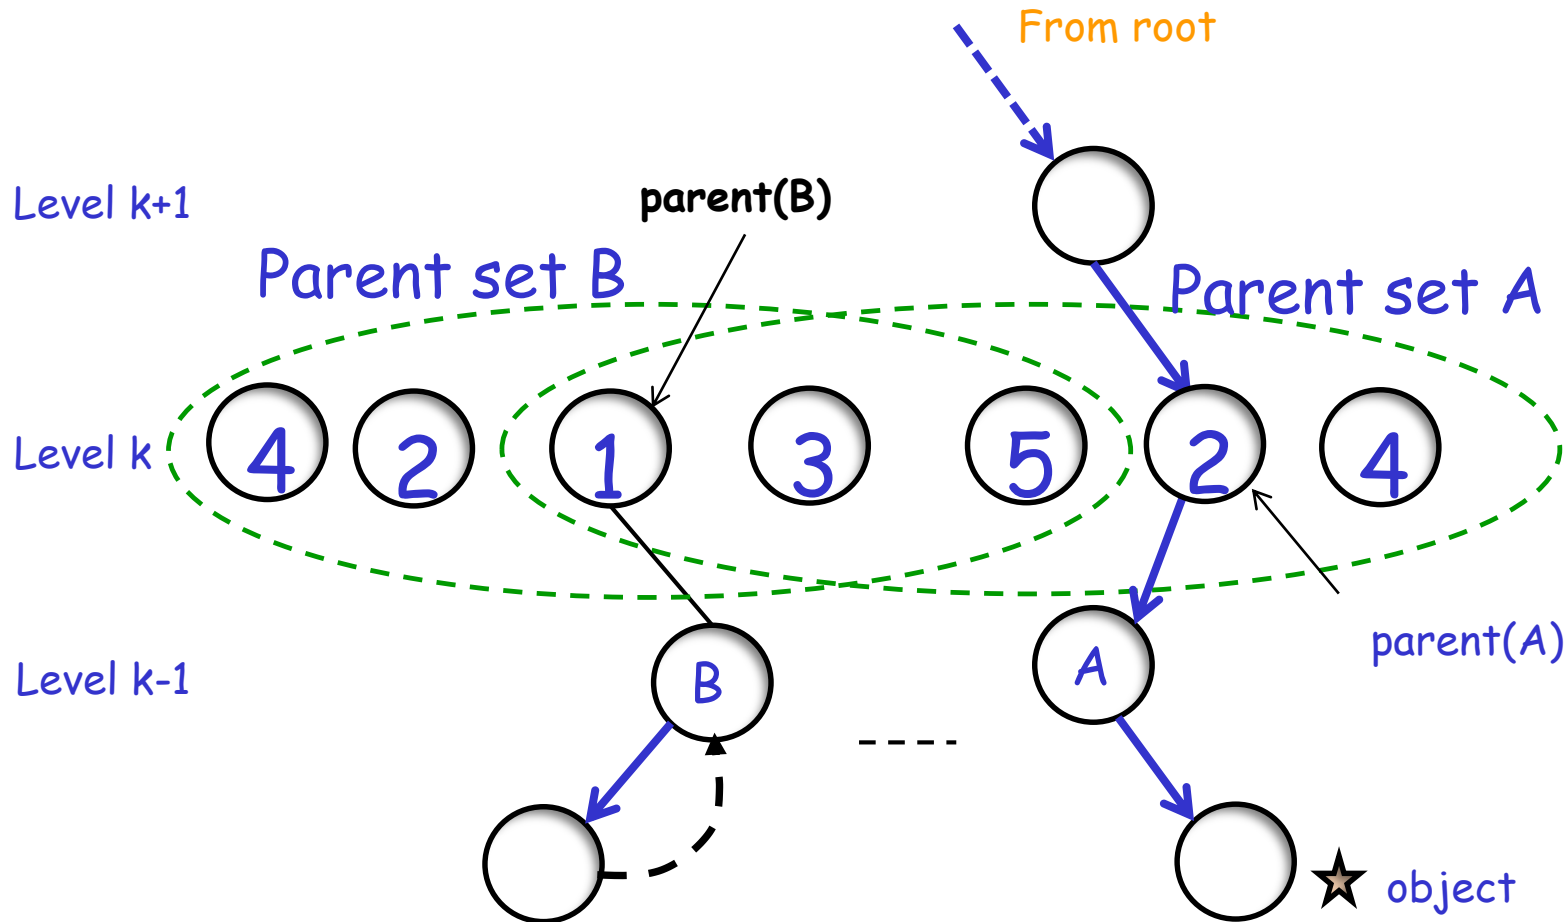 From root
Level k+1
parent(B)
Parent set B
Parent set A
Level k
4 2 1 3 5 2 4
parent(A)
Level k-1
B
A
object